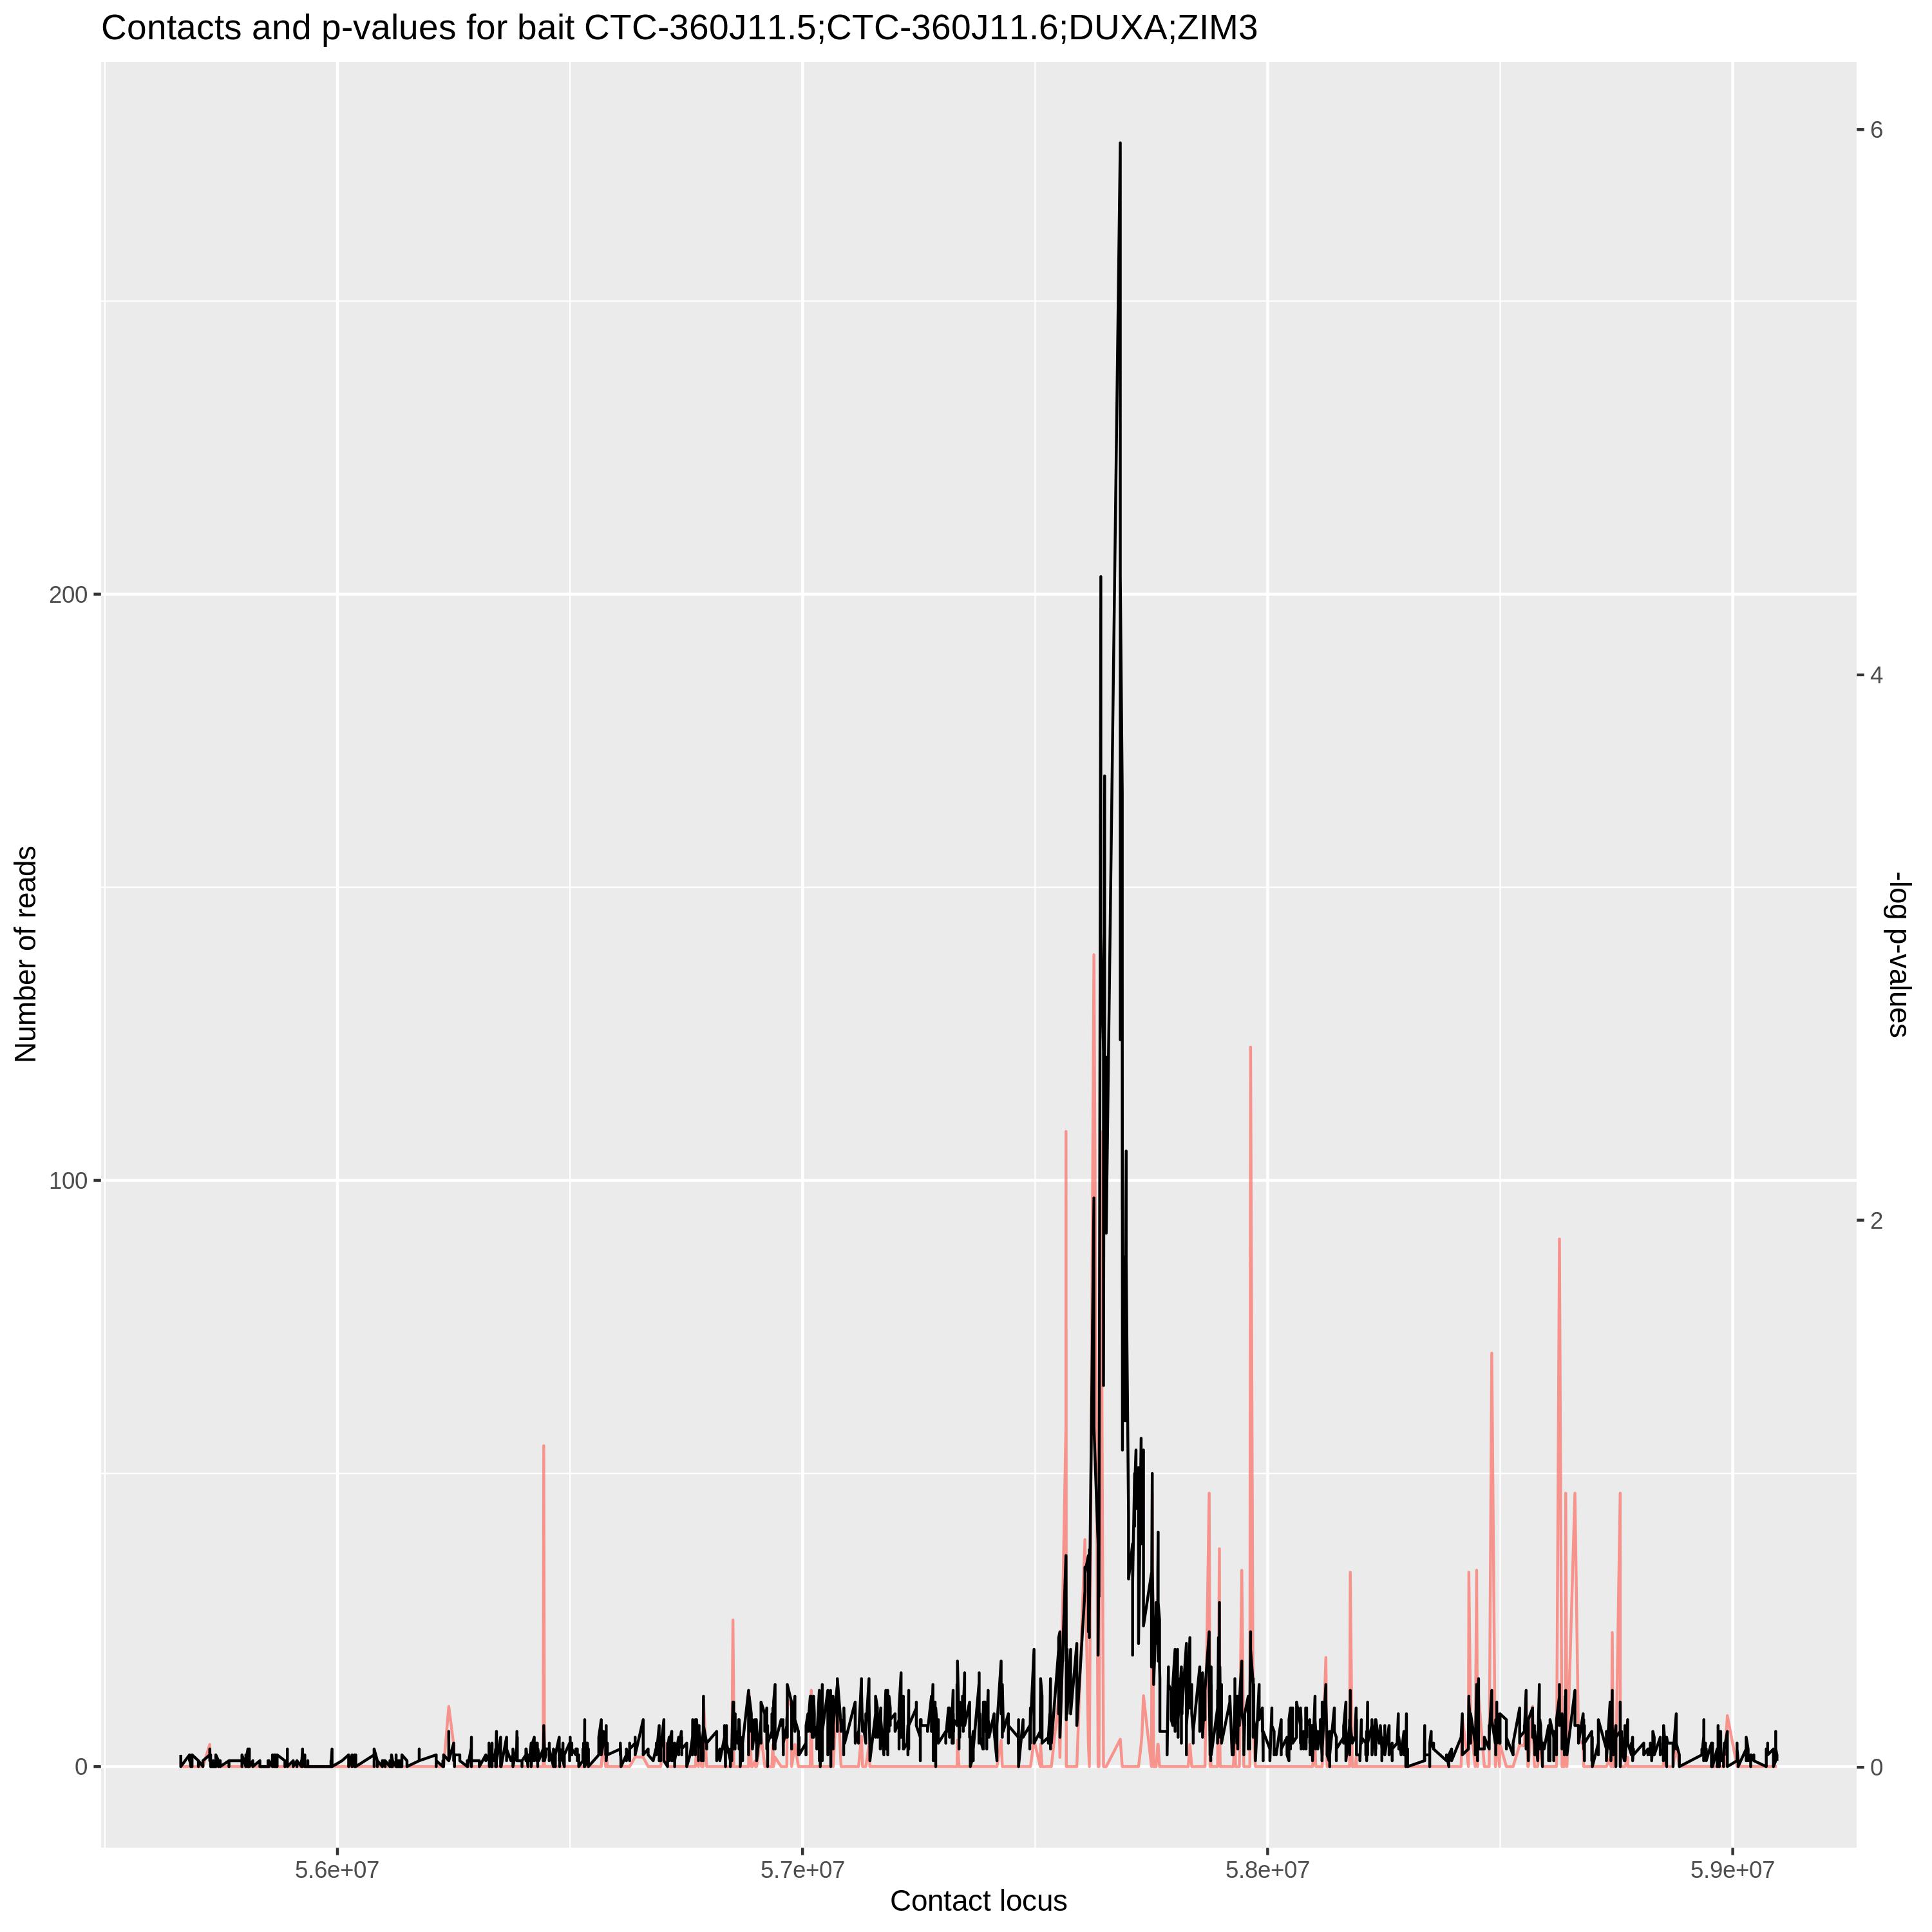 Contacts and p-values for bait CTC-360J11.5;CTC-360J11.6;DUXA;ZIM3
Number of reads
200
100
0
6
4
2
0
-log p-values
5.6e+07
5.7e+07
5.8e+07
5.9e+07
Contact locus